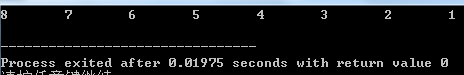 8 7 6 5 4 3 2 1
--------------------------------
Process exited after 0.01975 seconds with return value 0